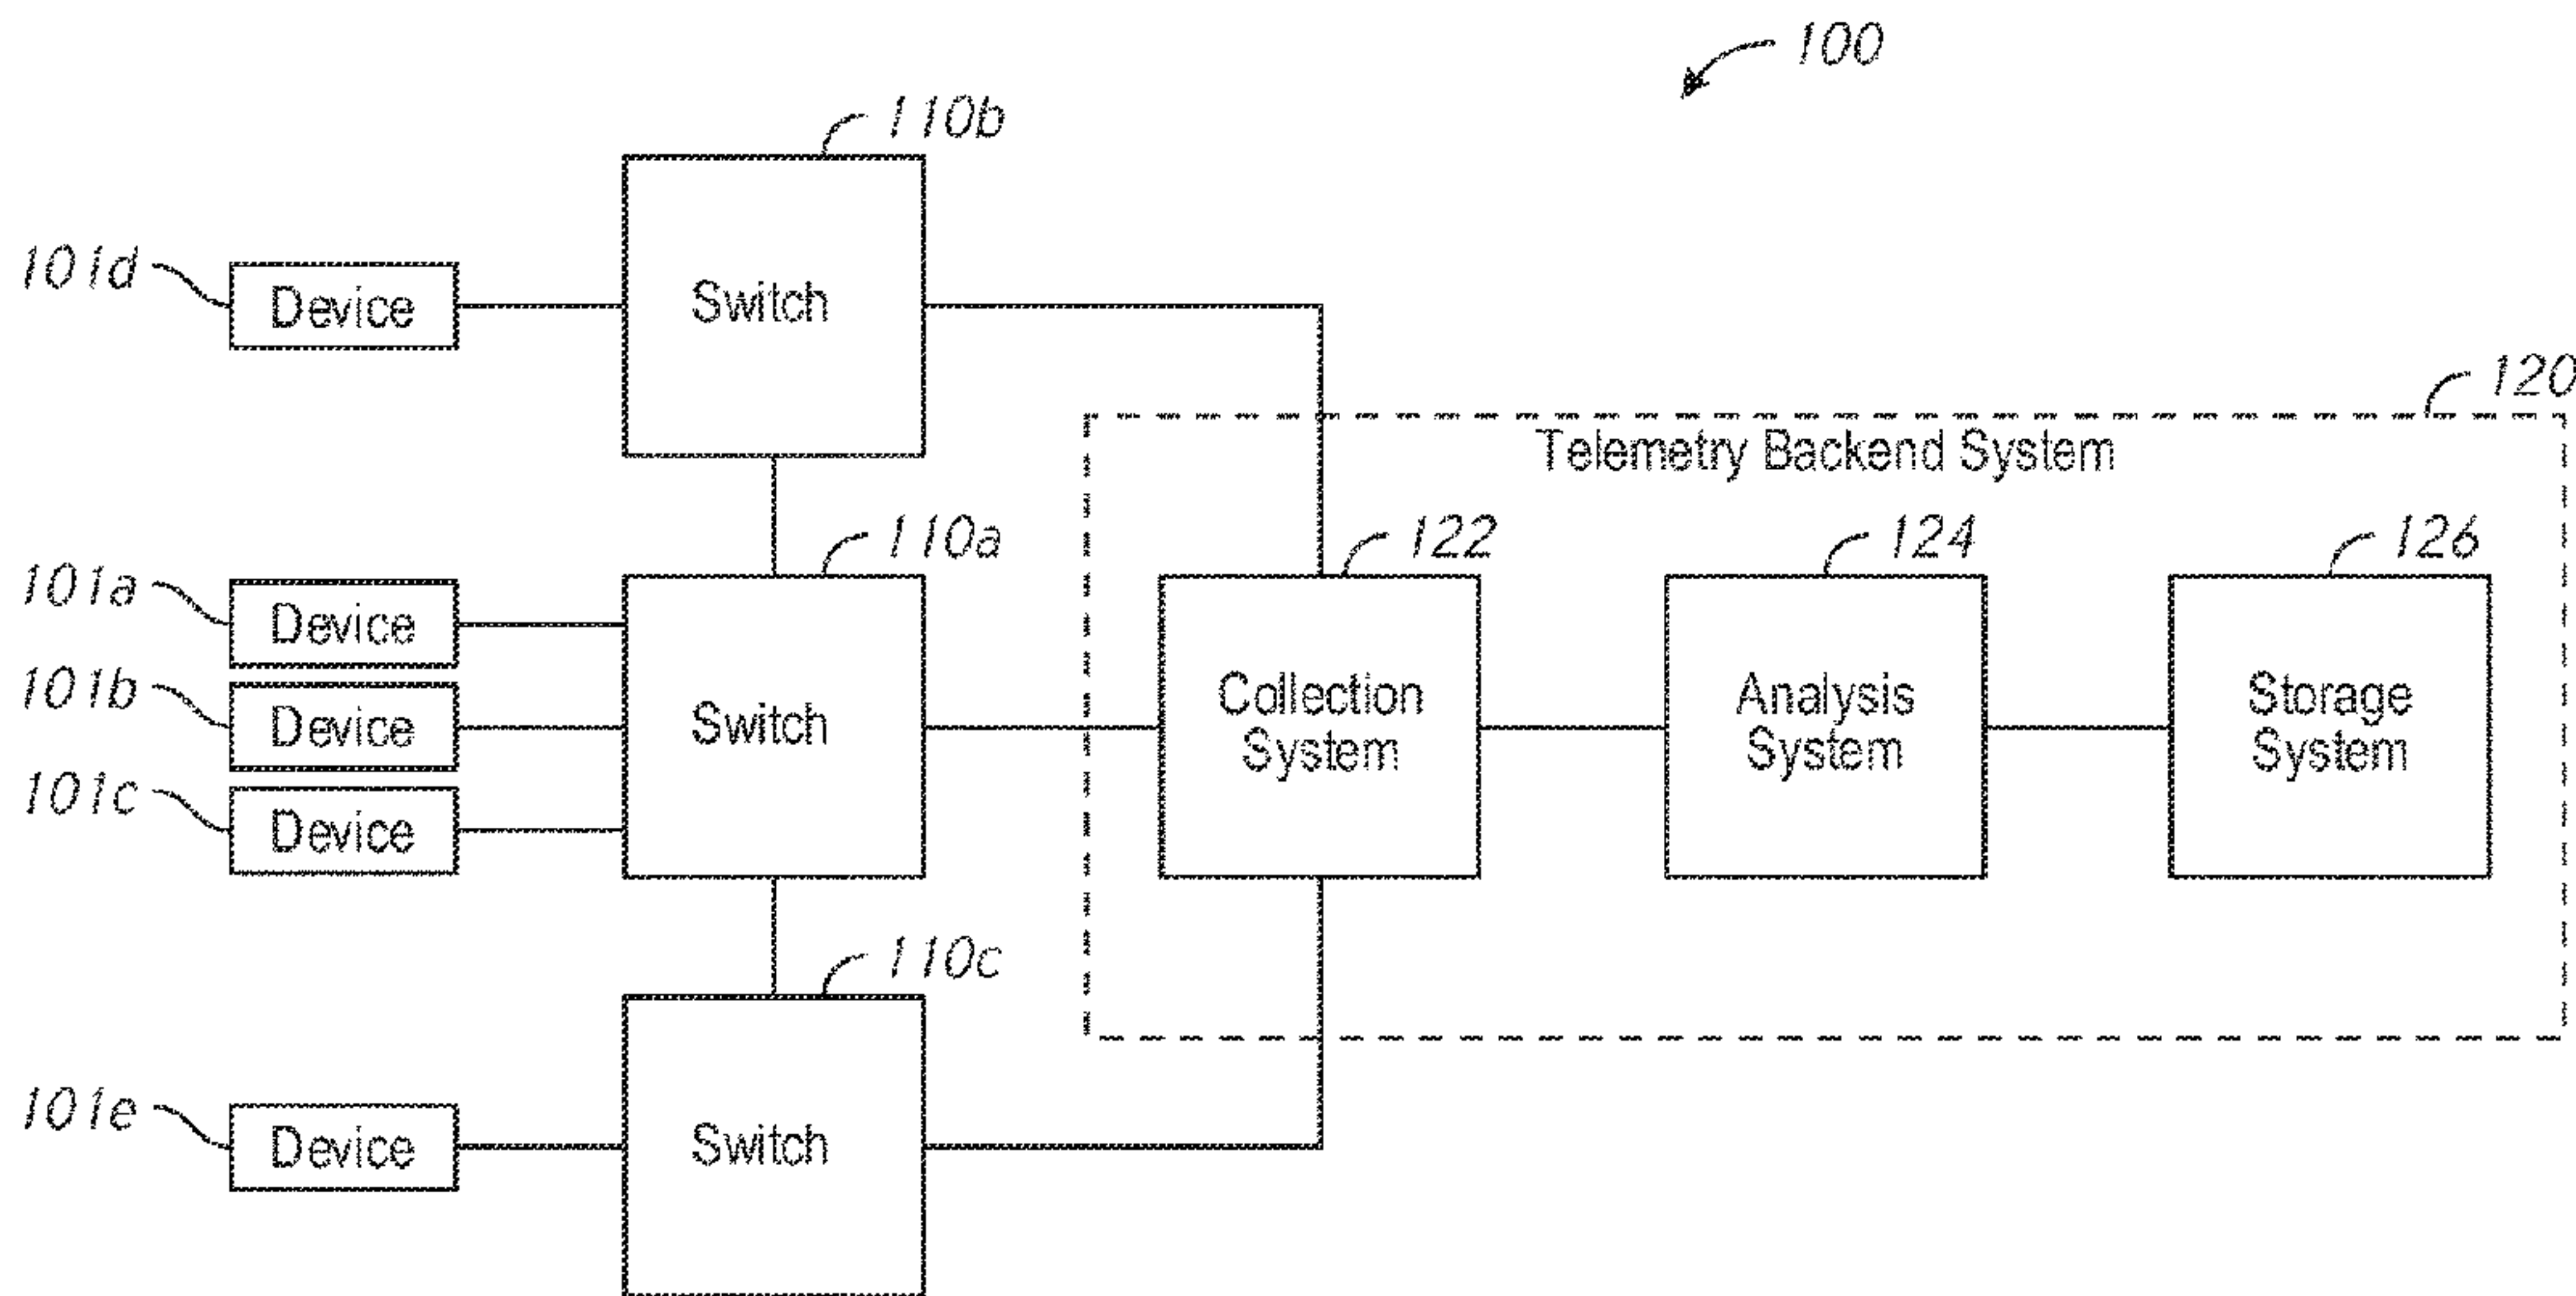 100
110b
Switch
101d
Device
120
Telemetry Backend System
110a
122
124
126
101a
Device
101b
Device
101c
Device
Switch
Collection
System
Analysis
System
Storage
System
110c
101e
Device
Switch